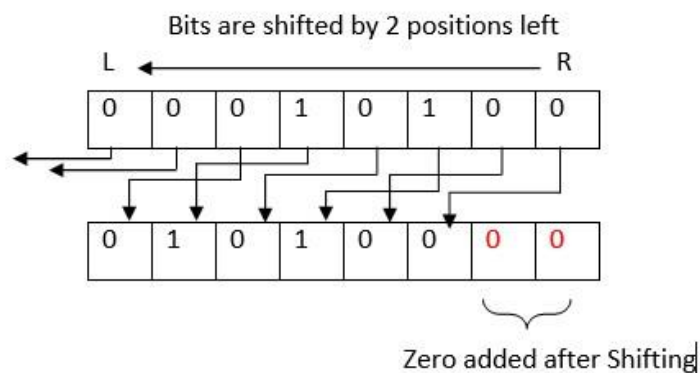 Bits are shifted by 2 positions left
L R
0 0 0 1 0 1 0 0
0 1 0 1 0 0 0 0
Zero added after Shifting